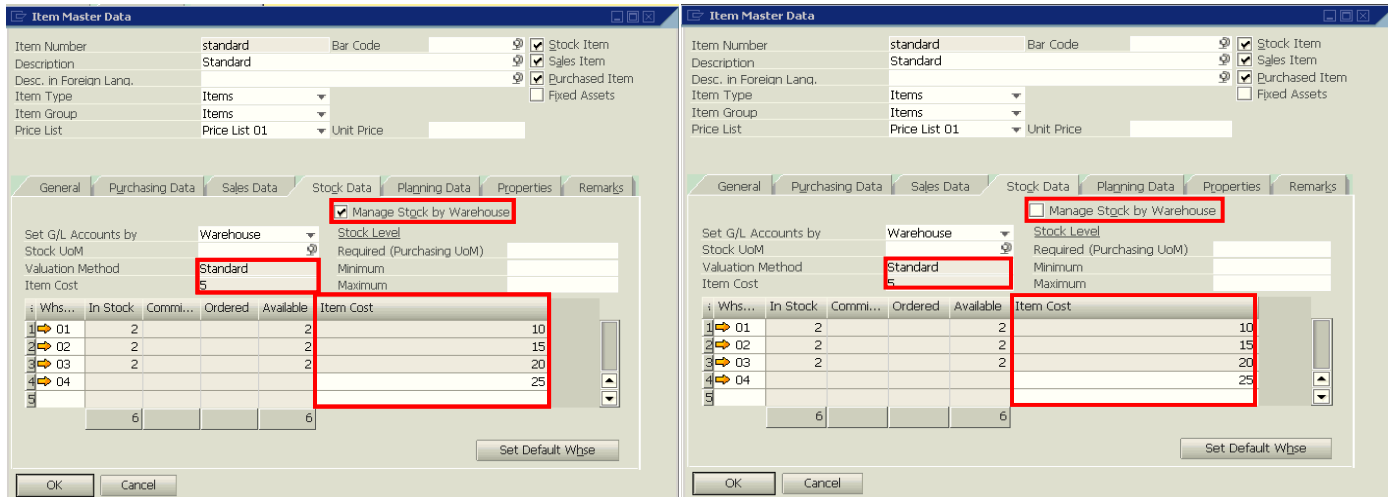 Item Master Data
Item Number standard Bar Code Stock Item
Description Standard Sales Item
Desc. in Foreign Lang. Purchased Item
Item Type Items Fixed Assets
Item Group Items
Price List Price List 01 Unit Price
General Purchasing Data Sales Data Stock Data Planning Data Properties Remarks
Manage Stock by Warehouse
Set G/L Accounts by Warehouse Stock Level
Stock UoM Required (Purchasing UoM)
Valuation Method Standard Minimum
Item Cost 5 Maximum
Whs... In Stock Commi... Ordered Available Item Cost
1 01 2 2 10
2 02 2 2 15
3 03 2 2 20
4 04 25
5
6 6
Set Default Whse
OK Cancel
Item Master Data
Item Number standard Bar Code Stock Item
Description Standard Sales Item
Desc. in Foreign Lang. Purchased Item
Item Type Items Fixed Assets
Item Group Items
Price List Price List 01 Unit Price
General Purchasing Data Sales Data Stock Data Planning Data Properties Remarks
Manage Stock by Warehouse
Set G/L Accounts by Warehouse Stock Level
Stock UoM Required (Purchasing UoM)
Valuation Method Standard Minimum
Item Cost 5 Maximum
Whs... In Stock Commi... Ordered Available Item Cost
1 01 2 2 10
2 02 2 2 15
3 03 2 2 20
4 04 25
5
6 6
Set Default Whse
OK Cancel